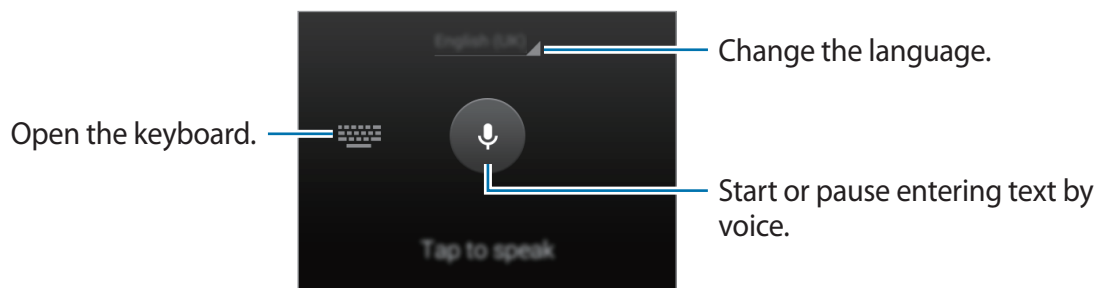 English (UK)
Change the language.
Open the keyboard.
Start or pause entering text by
voice.
Tap to speak